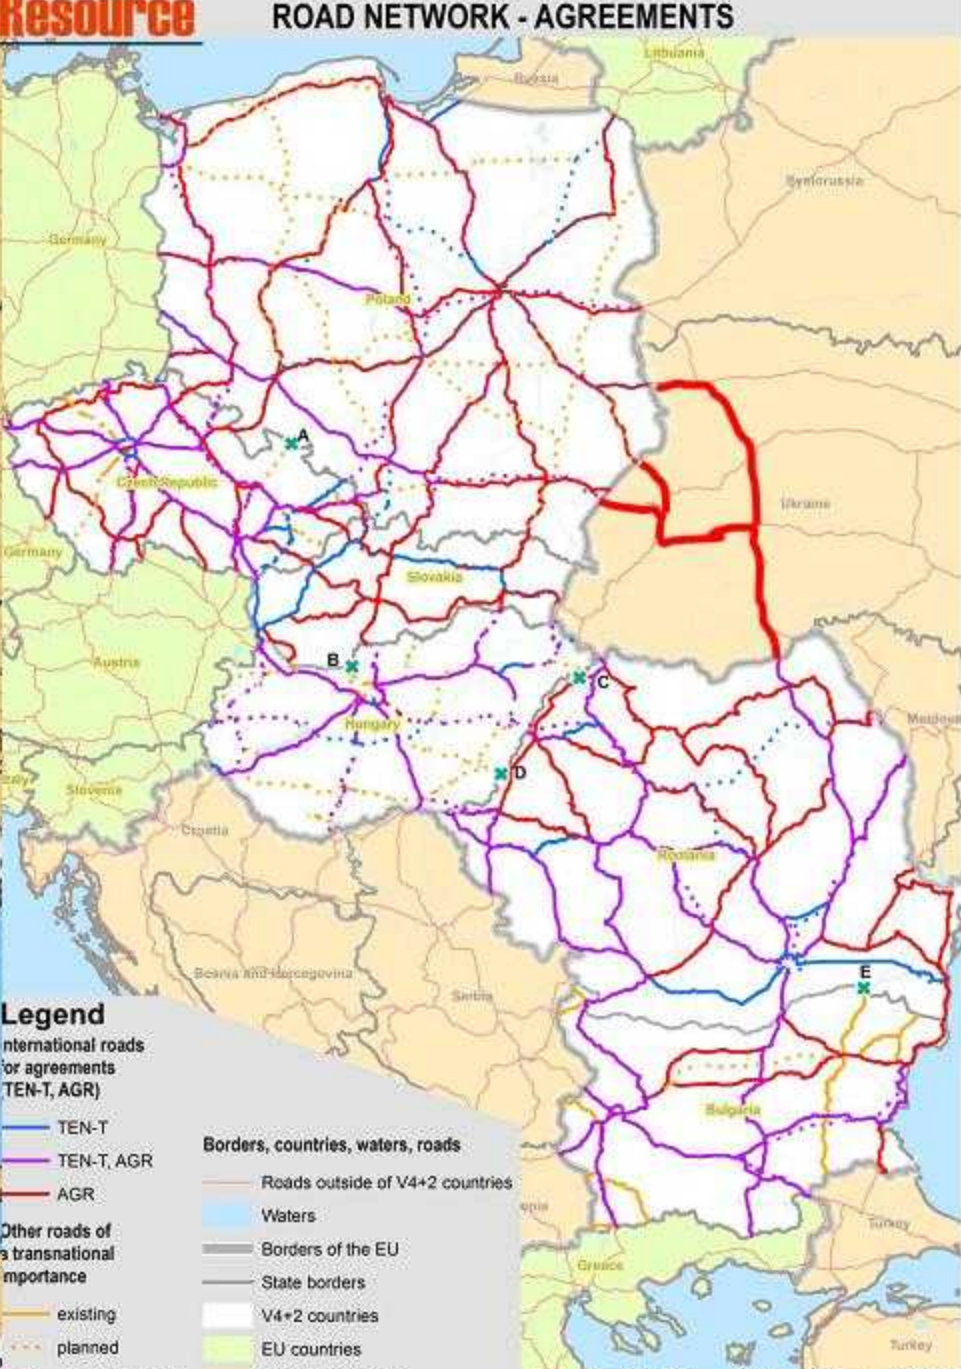 Resource
ROAD NETWORK - AGREEMENTS
Lithuania
Russia
Byelorussia
Germany
Poland
A
Czech Republic
Ukraine
Germany
Slovakia
Austria
B
C
Hungary
Moldova
D
Slovenia
Croatia
Romania
Bosnia and Hercegovina
Serbia
E
Bulgaria
Turkey
Greece
Turkey
Legend
nternational roads
for agreements
(TEN-T, AGR)
TEN-T
TEN-T, AGR
AGR
Other roads of
a transnational
mportance
existing
planned
Borders, countries, waters, roads
Roads outside of V4+2 countries
Waters
Borders of the EU
State borders
V4+2 countries
EU countries